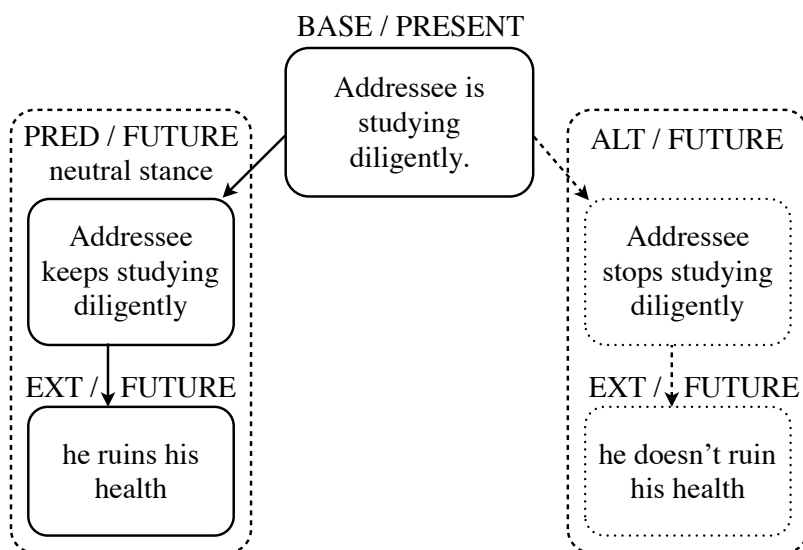 BASE / PRESENT
Addressee is
studying
diligently.
PRED / FUTURE
neutral stance
Addressee
keeps studying
diligently
EXT / FUTURE
he ruins his
health
ALT / FUTURE
Addressee
stops studying
diligently
EXT / FUTURE
he doesn't ruin
his health